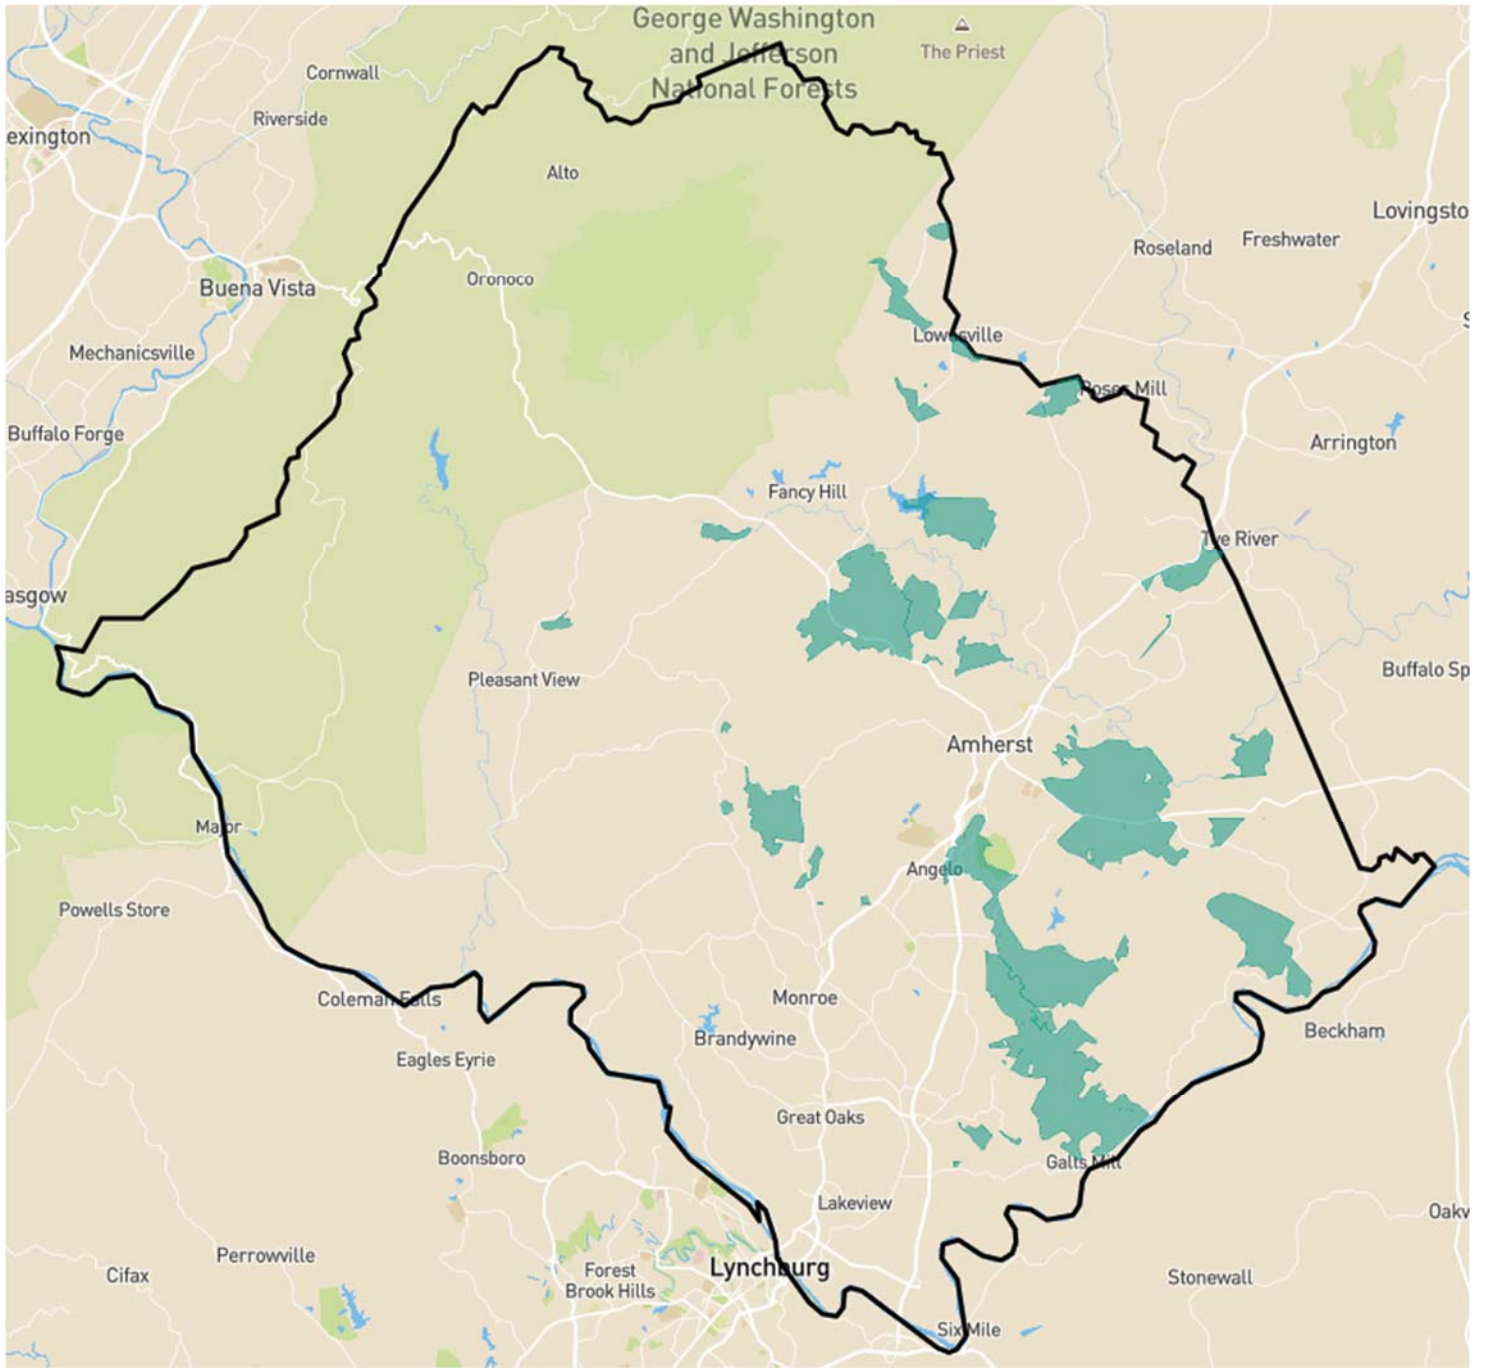 George Washington
and Jefferson
National Forests
The Priest
Cornwall
Riverside
exington
Alto
Lovingsto
Roseland
Freshwater
Oronoco
Buena Vista
Lowesville
Mechanicsville
Roses Mill
Buffalo Forge
Arrington
Fancy Hill
Tye River
asgow
Pleasant View
Buffalo Sp
Amherst
Major
Angelo
Powells Store
Coleman Falls
Monroe
Beckham
Brandywine
Eagles Eyrie
Great Oaks
Boonsboro
Galts Mill
Lakeview
Oakv
Perrowville
Lynchburg
Cifax
Forest
Brook Hills
Stonewall
Six Mile